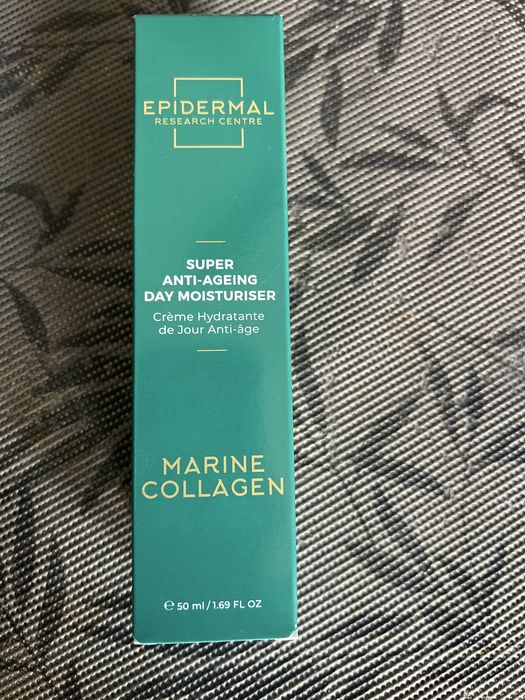 EPIDERMAL
RESEARCH CENTRE
SUPER
ANTI-AGEING
DAY MOISTURISER
Crème Hydratante
de Jour Anti-âge
MARINE
COLLAGEN
℮ 50 ml / 1.69 FL OZ